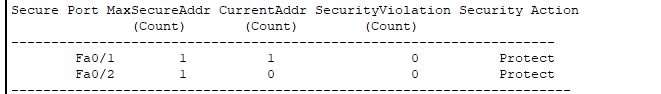 Secure Port MaxSecureAddr CurrentAddr SecurityViolation Security Action
(Count) (Count) (Count)
--------------------------------------------------------------------
Fa0/1 1 1 0 Protect
Fa0/2 1 0 0 Protect
----------------------------------------------------------------------